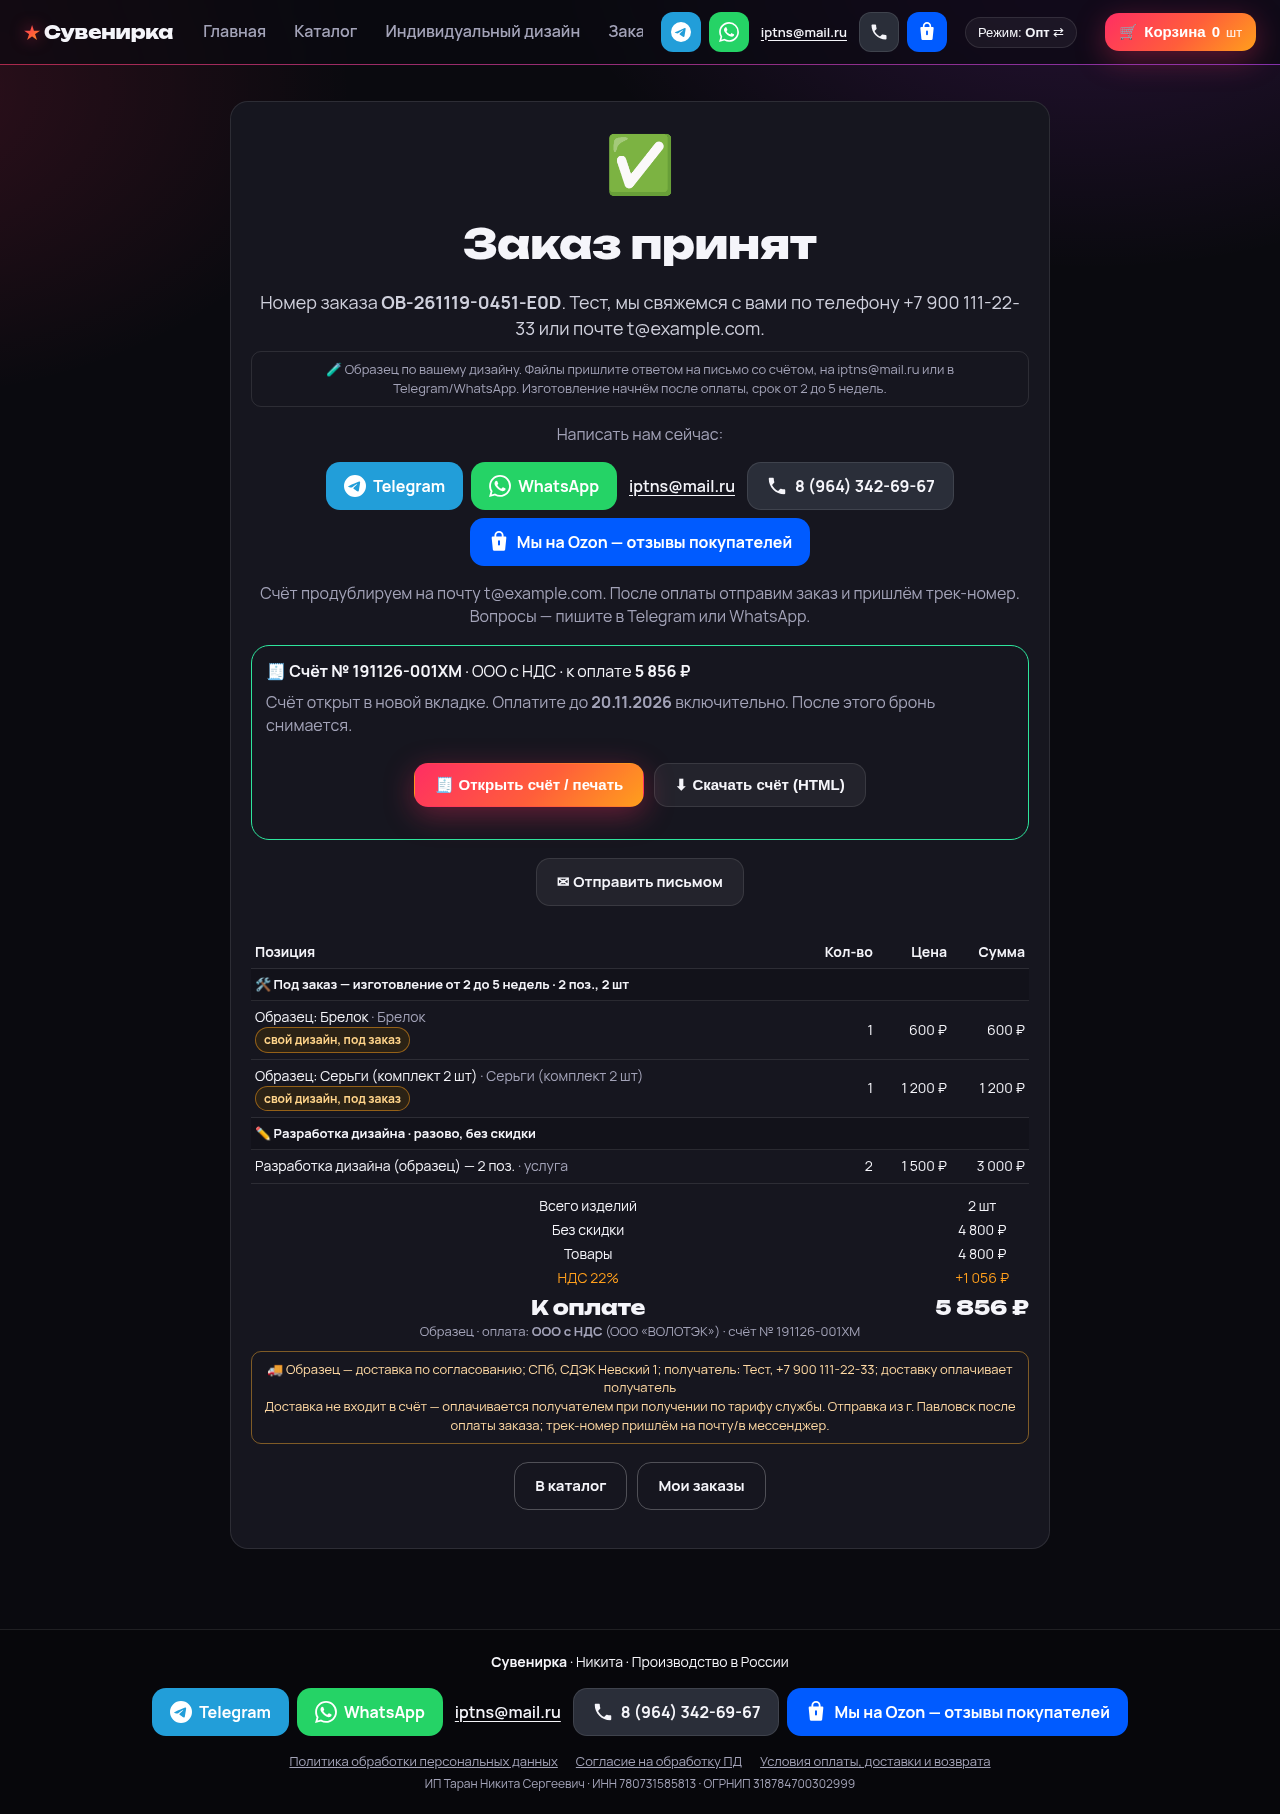 ★ Сувенирка
Главная
Каталог
Индивидуальный дизайн
Зака
iptns@mail.ru
Режим: Опт ⇄
🛒 Корзина 0 шт
✅
Заказ принят
Номер заказа OB-261119-0451-E0D. Тест, мы свяжемся с вами по телефону +7 900 111-22-
33 или почте t@example.com.
🧪 Образец по вашему дизайну. Файлы пришлите ответом на письмо со счётом, на iptns@mail.ru или в
Telegram/WhatsApp. Изготовление начнём после оплаты, срок от 2 до 5 недель.
Написать нам сейчас:
Telegram
WhatsApp
iptns@mail.ru
8 (964) 342-69-67
Мы на Ozon — отзывы покупателей
Счёт продублируем на почту t@example.com. После оплаты отправим заказ и пришлём трек-номер.
Вопросы — пишите в Telegram или WhatsApp.
🧾 Счёт № 191126-001ХМ · ООО с НДС · к оплате 5 856 ₽
Счёт открыт в новой вкладке. Оплатите до 20.11.2026 включительно. После этого бронь
снимается.
🧾 Открыть счёт / печать
⬇ Скачать счёт (HTML)
✉ Отправить письмом
Позиция Кол-во Цена Сумма
🛠️ Под заказ — изготовление от 2 до 5 недель · 2 поз., 2 шт
Образец: Брелок · Брелок
свой дизайн, под заказ
1 600 ₽ 600 ₽
Образец: Серьги (комплект 2 шт) · Серьги (комплект 2 шт)
свой дизайн, под заказ
1 1 200 ₽ 1 200 ₽
✏️ Разработка дизайна · разово, без скидки
Разработка дизайна (образец) — 2 поз. · услуга 2 1 500 ₽ 3 000 ₽
Всего изделий 2 шт
Без скидки 4 800 ₽
Товары 4 800 ₽
НДС 22% +1 056 ₽
К оплате 5 856 ₽
Образец · оплата: ООО с НДС (ООО «ВОЛОТЭК») · счёт № 191126-001ХМ
🚚 Образец — доставка по согласованию; СПб, СДЭК Невский 1; получатель: Тест, +7 900 111-22-33; доставку оплачивает
получатель
Доставка не входит в счёт — оплачивается получателем при получении по тарифу службы. Отправка из г. Павловск после
оплаты заказа; трек-номер пришлём на почту/в мессенджер.
В каталог
Мои заказы
Сувенирка · Никита · Производство в России
Telegram
WhatsApp
iptns@mail.ru
8 (964) 342-69-67
Мы на Ozon — отзывы покупателей
Политика обработки персональных данных
Согласие на обработку ПД
Условия оплаты, доставки и возврата
ИП Таран Никита Сергеевич · ИНН 780731585813 · ОГРНИП 318784700302999